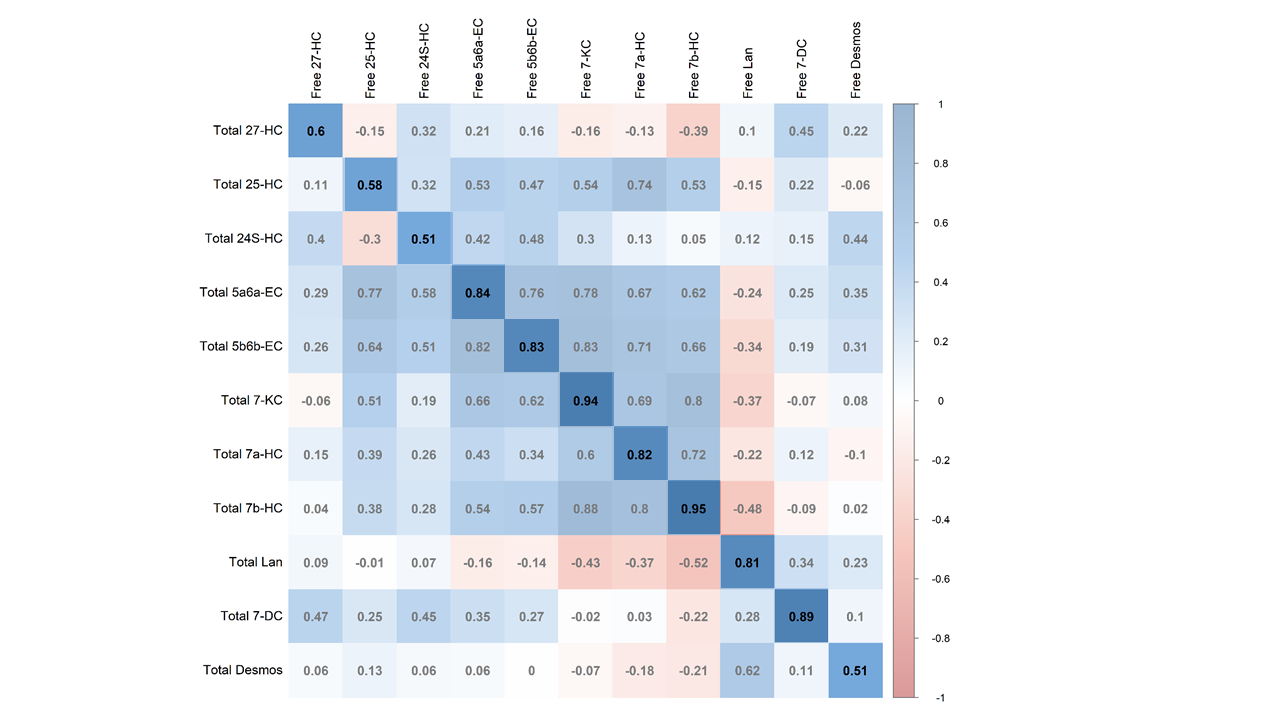 Free 27-HC Free 25-HC Free 24S-HC Free 5a6a-EC Free 5b6b-EC Free 7-KC Free 7a-HC Free 7b-HC Free Lan Free 7-DC Free Desmos
Total 27-HC 0.6 -0.15 0.32 0.21 0.16 -0.16 -0.13 -0.39 0.1 0.45 0.22
Total 25-HC 0.11 0.58 0.32 0.53 0.47 0.54 0.74 0.53 -0.15 0.22 -0.06
Total 24S-HC 0.4 -0.3 0.51 0.42 0.48 0.3 0.13 0.05 0.12 0.15 0.44
Total 5a6a-EC 0.29 0.77 0.58 0.84 0.76 0.78 0.67 0.62 -0.24 0.25 0.35
Total 5b6b-EC 0.26 0.64 0.51 0.82 0.83 0.83 0.71 0.66 -0.34 0.19 0.31
Total 7-KC -0.06 0.51 0.19 0.66 0.62 0.94 0.69 0.8 -0.37 -0.07 0.08
Total 7a-HC 0.15 0.39 0.26 0.43 0.34 0.6 0.82 0.72 -0.22 0.12 -0.1
Total 7b-HC 0.04 0.38 0.28 0.54 0.57 0.88 0.8 0.95 -0.48 -0.09 0.02
Total Lan 0.09 -0.01 0.07 -0.16 -0.14 -0.43 -0.37 -0.52 0.81 0.34 0.23
Total 7-DC 0.47 0.25 0.45 0.35 0.27 -0.02 0.03 -0.22 0.28 0.89 0.1
Total Desmos 0.06 0.13 0.06 0.06 0 -0.07 -0.18 -0.21 0.62 0.11 0.51
1
0.8
0.6
0.4
0.2
0
-0.2
-0.4
-0.6
-0.8
-1